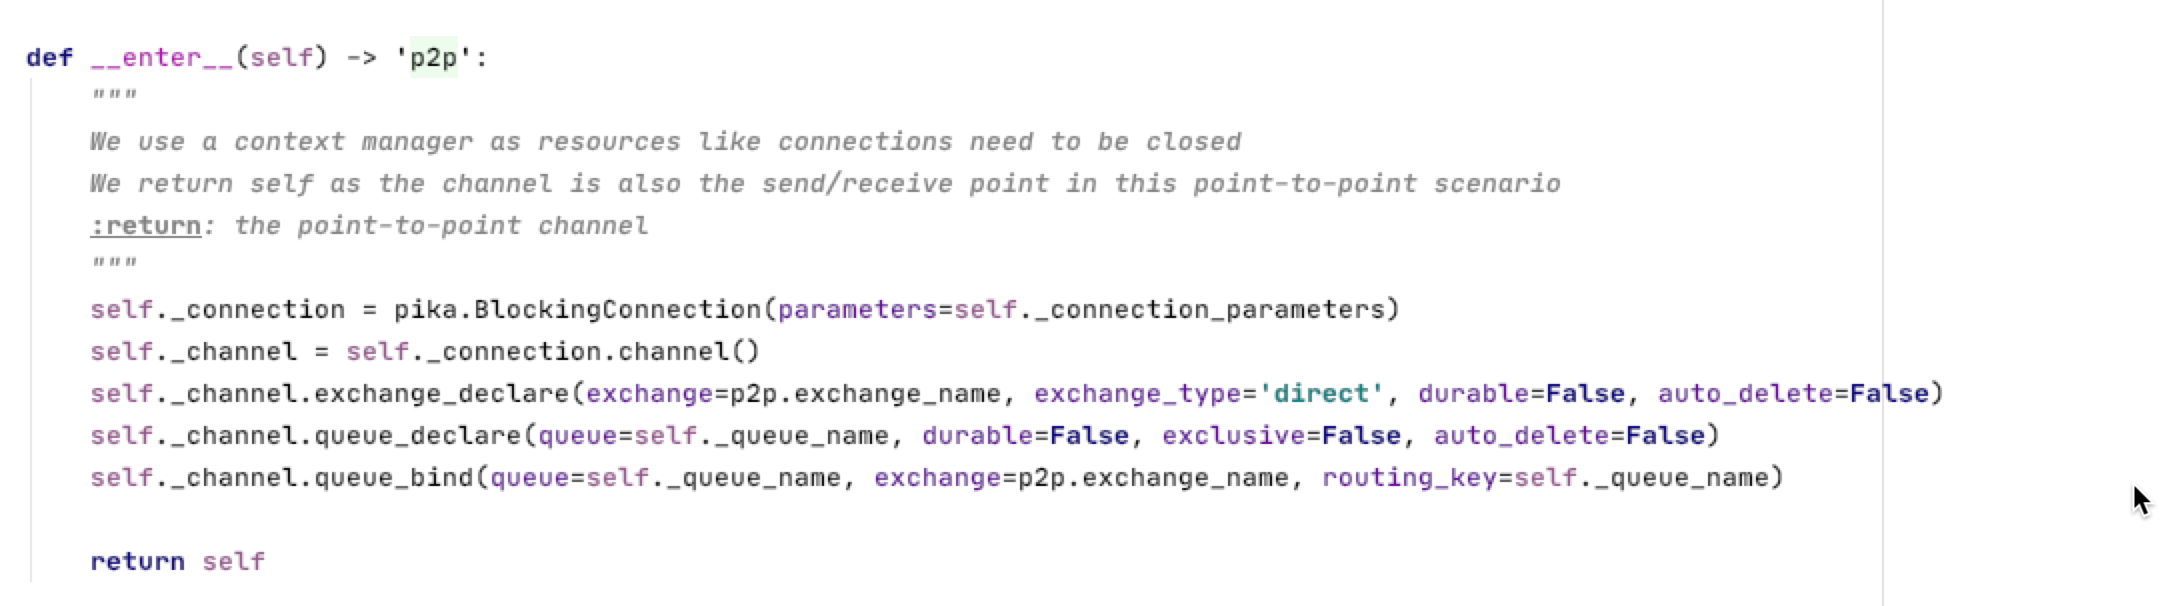 def __enter__(self) -> 'p2p':
    """
    We use a context manager as resources like connections need to be closed
    We return self as the channel is also the send/receive point in this point-to-point scenario
    :return: the point-to-point channel
    """
    self._connection = pika.BlockingConnection(parameters=self._connection_parameters)
    self._channel = self._connection.channel()
    self._channel.exchange_declare(exchange=p2p.exchange_name, exchange_type='direct', durable=False, auto_delete=False)
    self._channel.queue_declare(queue=self._queue_name, durable=False, exclusive=False, auto_delete=False)
    self._channel.queue_bind(queue=self._queue_name, exchange=p2p.exchange_name, routing_key=self._queue_name)
    return self